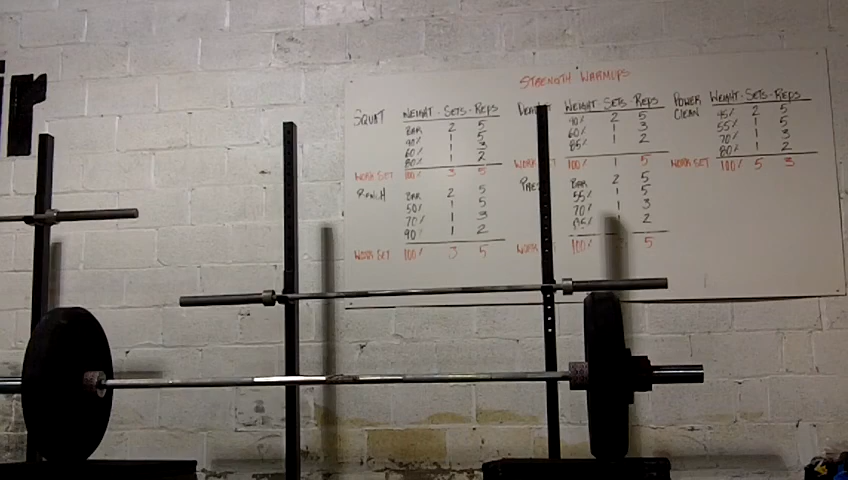 ir
STRENGTH WARMUPS
SQUAT WEIGHT - SETS - REPS
BAR 2 5
40% 1 5
60% 1 3
80% 1 2
WORK SET 100% 3 5
BENCH
BAR 2 5
50% 1 5
70% 1 3
90% 1 2
WORK SET 100% 3 5
WEIGHT SETS REPS
40% 2 5
60% 1 3
85% 1 2
WORK 100% 1 5
BAR 2 5
55% 1 5
70% 1 3
85% 1 2
WORK 100% 5
POWER CLEAN WEIGHT - SETS - REPS
45% 2 5
55% 1 5
70% 1 3
80% 1 2
WORK SET 100% 5 3